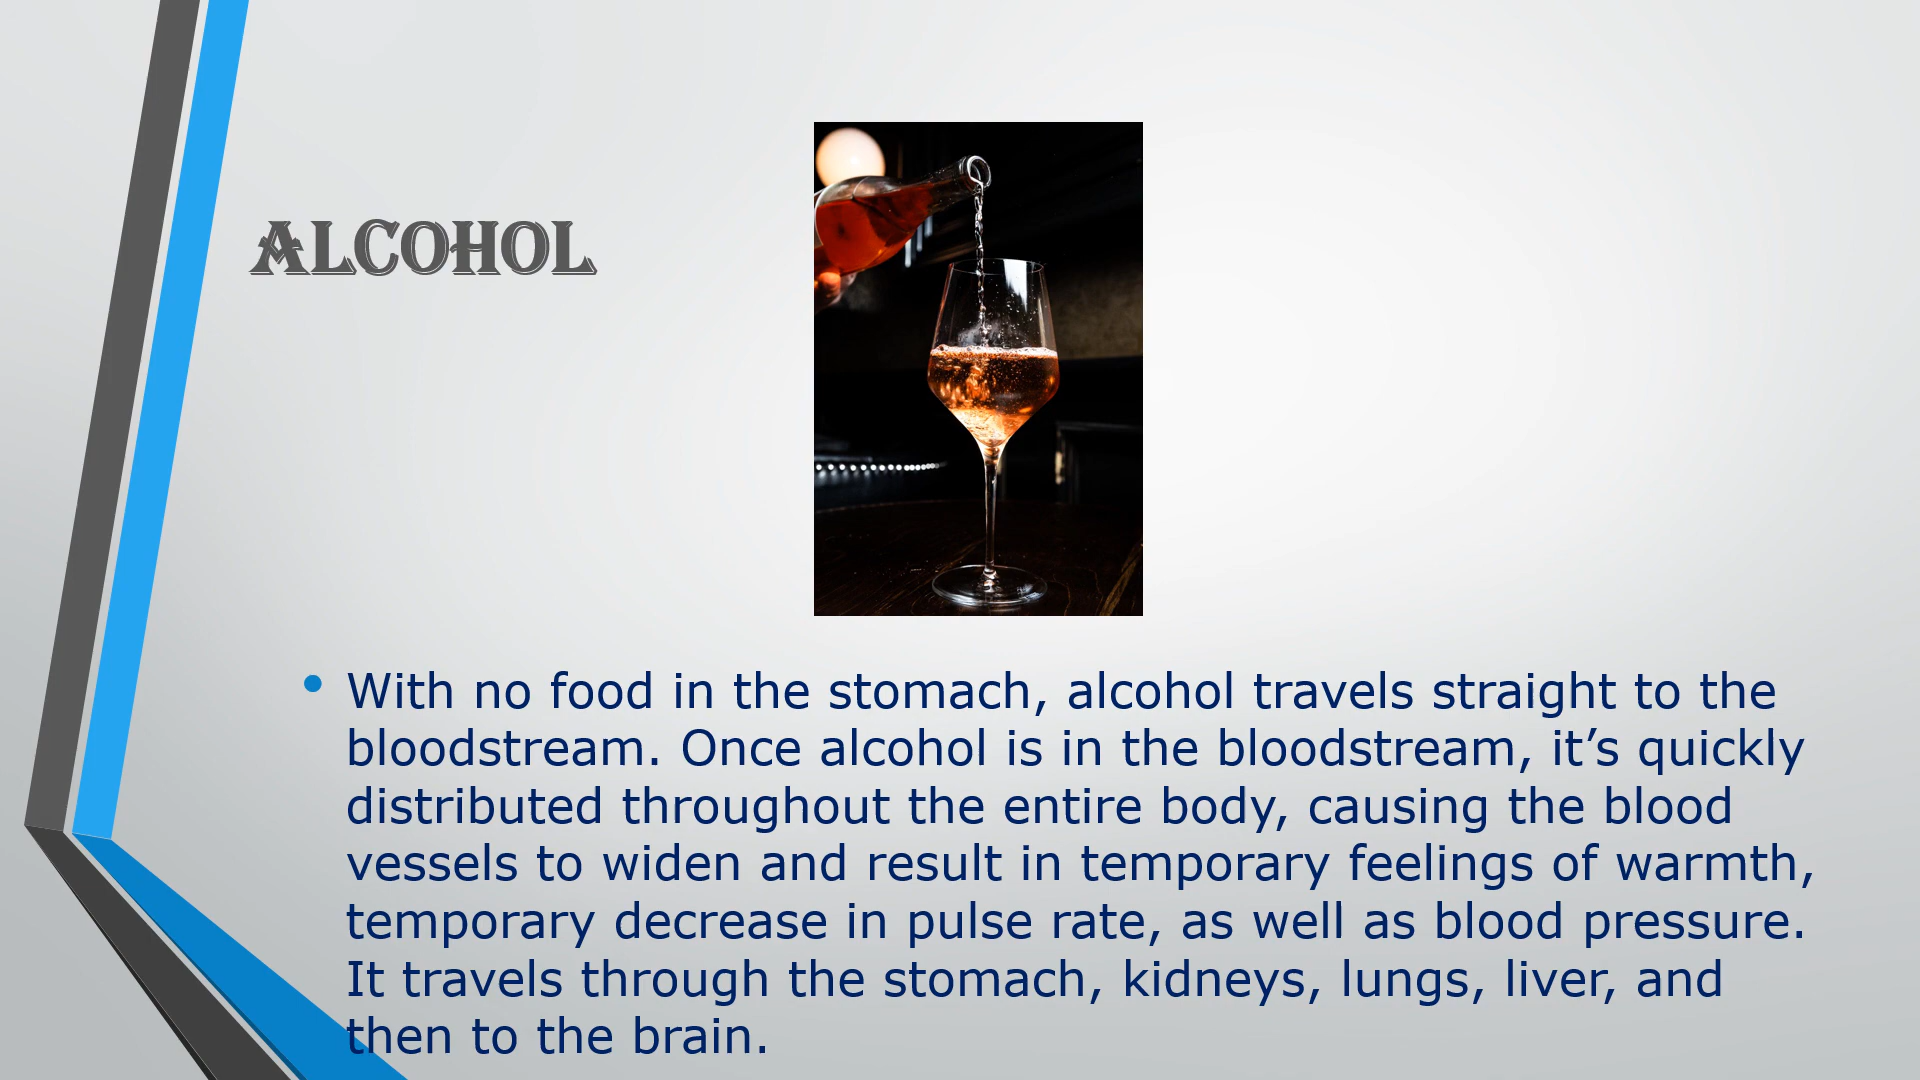 ALCOHOL
• With no food in the stomach, alcohol travels straight to the
bloodstream. Once alcohol is in the bloodstream, it’s quickly
distributed throughout the entire body, causing the blood
vessels to widen and result in temporary feelings of warmth,
temporary decrease in pulse rate, as well as blood pressure.
It travels through the stomach, kidneys, lungs, liver, and
then to the brain.